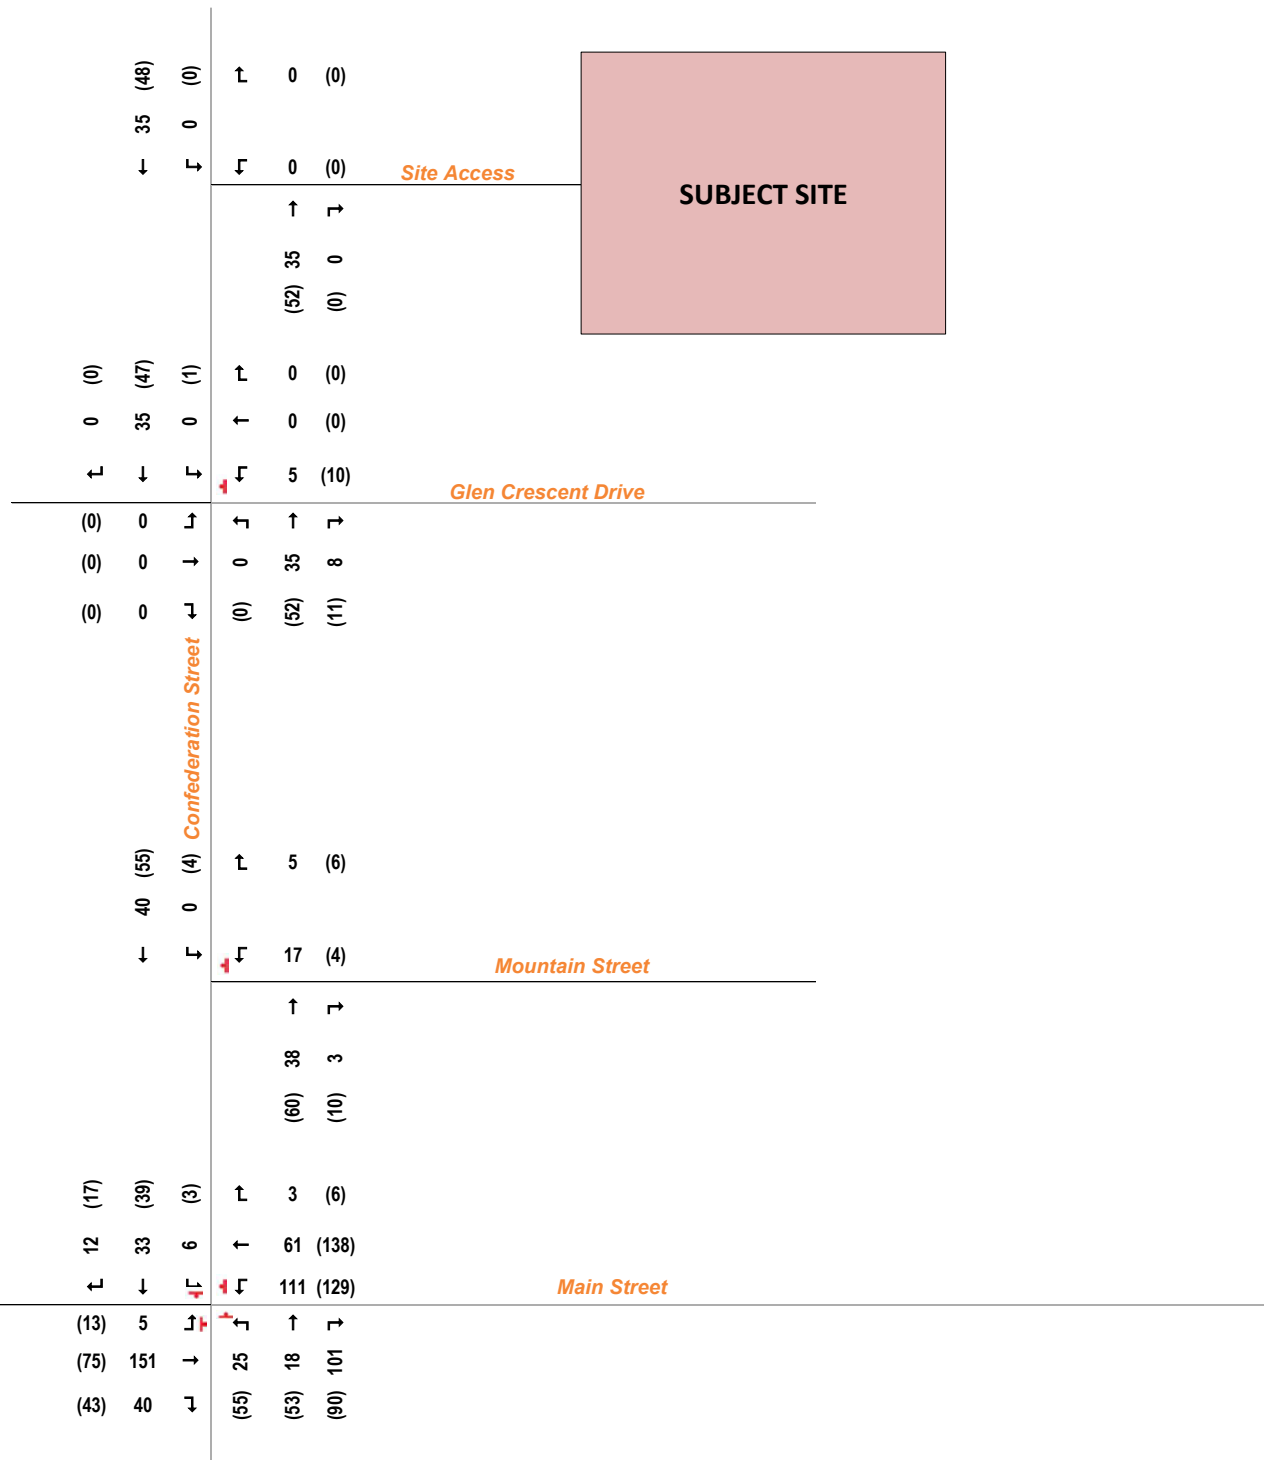 (48) (0) 0 (0)
35 0
0 (0) Site Access
SUBJECT SITE
35 0
(52) (0)
(0) (47) (1) 0 (0)
0 35 0 0 (0)
5 (10)
Glen Crescent Drive
(0) 0
(0) 0 0 35 8
(0) 0 (0) (52) (11)
Confederation Street
(55) (4) 5 (6)
40 0
17 (4)
Mountain Street
38 3
(60) (10)
(17) (39) (3) 3 (6)
12 33 6 61 (138)
111 (129) Main Street
(13) 5
(75) 151 25 18 101
(43) 40 (55) (53) (90)